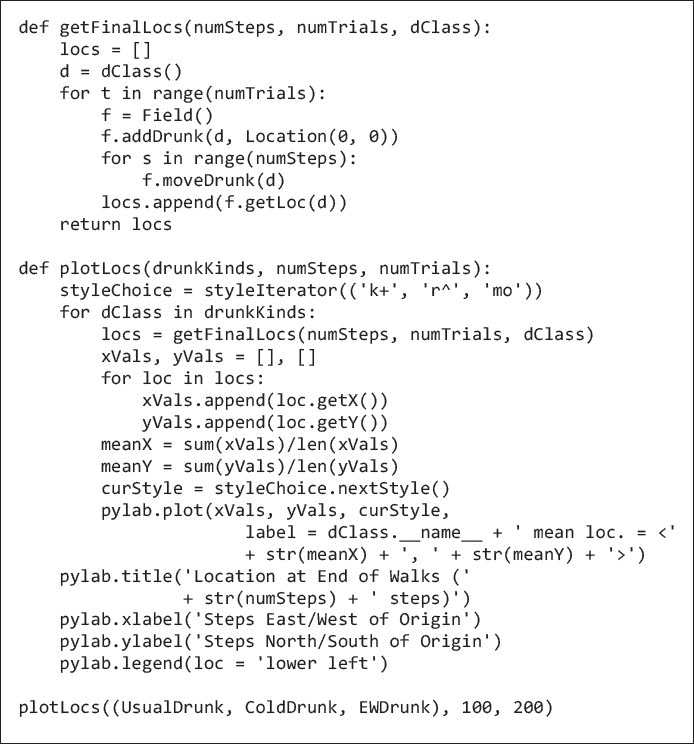 def getFinalLocs(numSteps, numTrials, dClass):
    locs = []
    d = dClass()
    for t in range(numTrials):
        f = Field()
        f.addDrunk(d, Location(0, 0))
        for s in range(numSteps):
            f.moveDrunk(d)
        locs.append(f.getLoc(d))
    return locs

def plotLocs(drunkKinds, numSteps, numTrials):
    styleChoice = styleIterator(('k+', 'r^', 'mo'))
    for dClass in drunkKinds:
        locs = getFinalLocs(numSteps, numTrials, dClass)
        xVals, yVals = [], []
        for loc in locs:
            xVals.append(loc.getX())
            yVals.append(loc.getY())
        meanX = sum(xVals)/len(xVals)
        meanY = sum(yVals)/len(yVals)
        curStyle = styleChoice.nextStyle()
        pylab.plot(xVals, yVals, curStyle,
                      label = dClass.__name__ + ' mean loc. = <'
                      + str(meanX) + ', ' + str(meanY) + '>')
    pylab.title('Location at End of Walks ('
                + str(numSteps) + ' steps)')
    pylab.xlabel('Steps East/West of Origin')
    pylab.ylabel('Steps North/South of Origin')
    pylab.legend(loc = 'lower left')

plotLocs((UsualDrunk, ColdDrunk, EWDrunk), 100, 200)